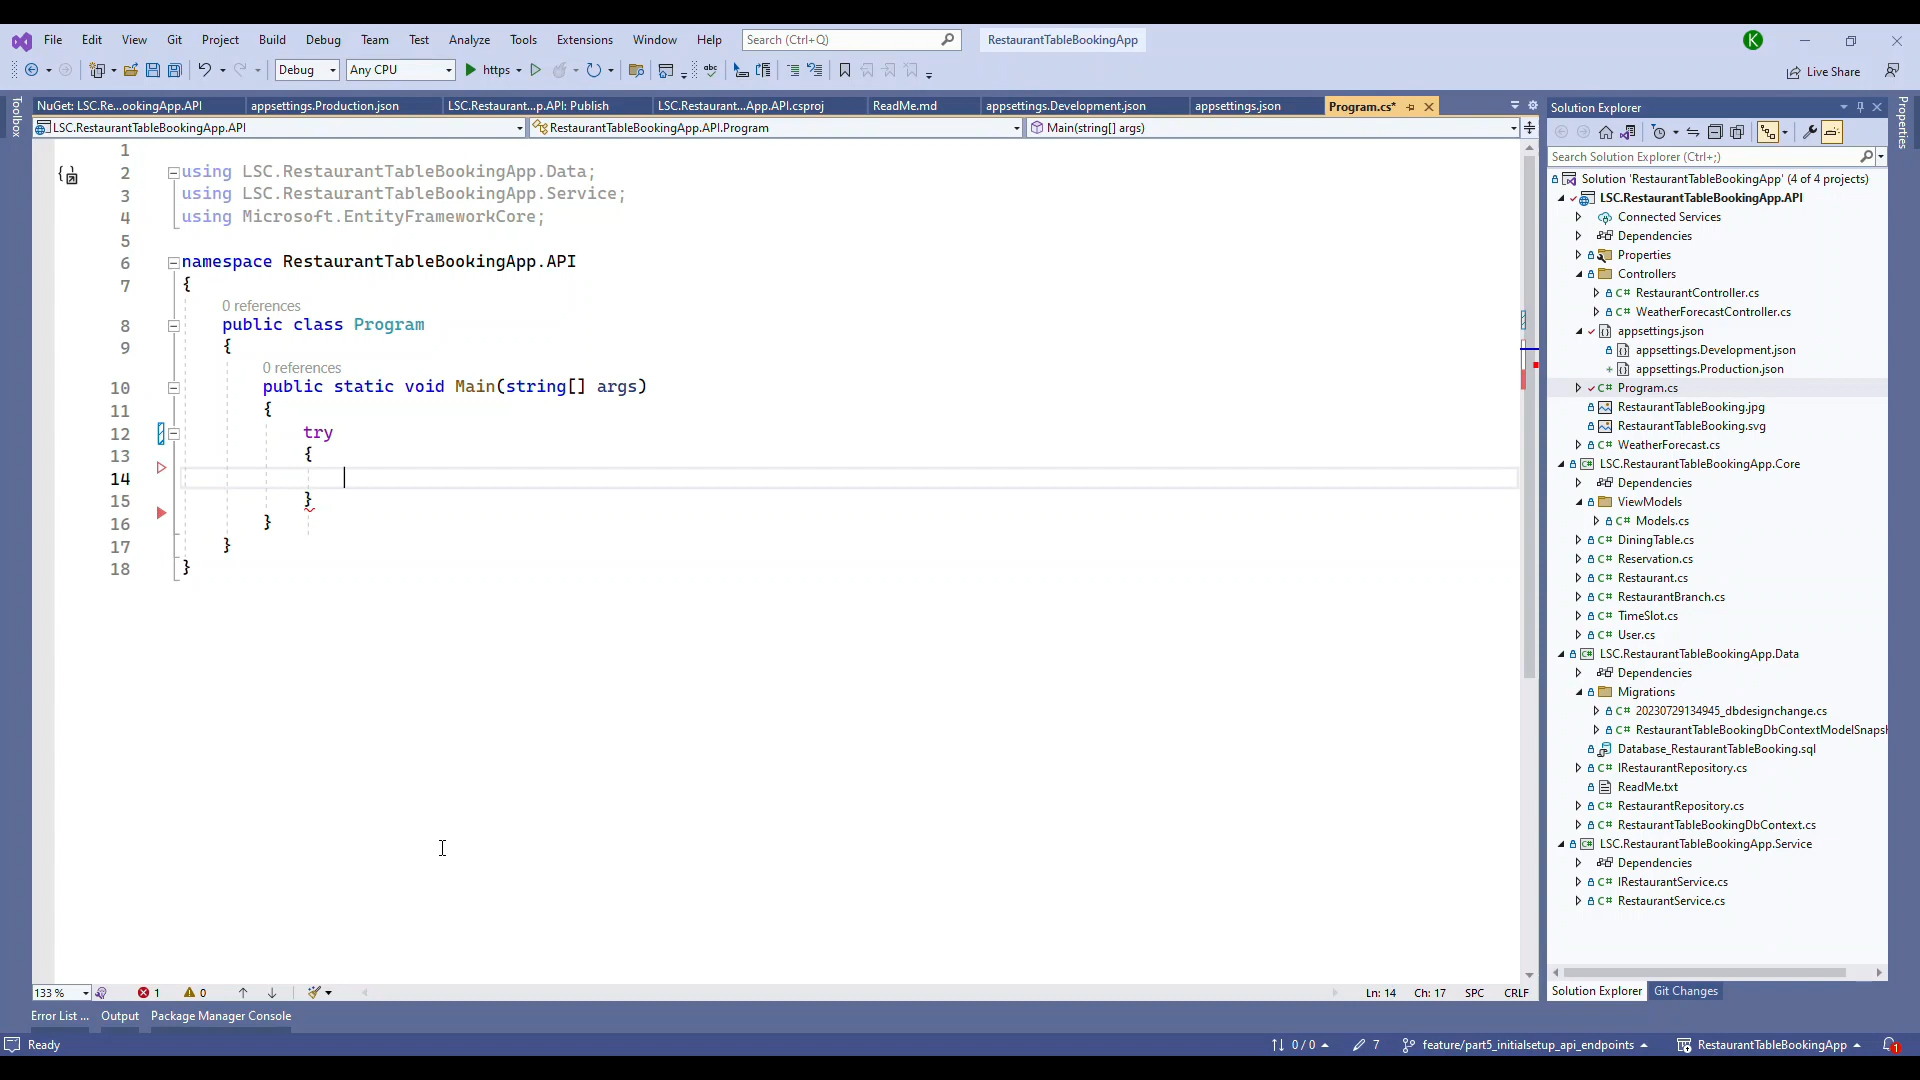 File Edit View Git Project Build Debug Team Test Analyze Tools Extensions Window Help Search (Ctrl+Q) RestaurantTableBookingApp K
Debug Any CPU https Live Share
Toolbox
NuGet: LSC.Re...ookingApp.API appsettings.Production.json LSC.Restaurant...p.API: Publish LSC.Restaurant...App.API.csproj ReadMe.md appsettings.Development.json appsettings.json Program.cs*
LSC.RestaurantTableBookingApp.API RestaurantTableBookingApp.API.Program Main(string[] args)
1
2 using LSC.RestaurantTableBookingApp.Data;
3 using LSC.RestaurantTableBookingApp.Service;
4 using Microsoft.EntityFrameworkCore;
5
6 namespace RestaurantTableBookingApp.API
7 {
0 references
8 public class Program
9 {
0 references
10 public static void Main(string[] args)
11 {
12 try
13 {
14
15 }
16 }
17 }
18 }
133 % 1 0 Ln: 14 Ch: 17 SPC CRLF
Solution Explorer
Search Solution Explorer (Ctrl+;)
Solution 'RestaurantTableBookingApp' (4 of 4 projects)
LSC.RestaurantTableBookingApp.API
Connected Services
Dependencies
Properties
Controllers
C# RestaurantController.cs
C# WeatherForecastController.cs
appsettings.json
appsettings.Development.json
appsettings.Production.json
C# Program.cs
RestaurantTableBooking.jpg
RestaurantTableBooking.svg
C# WeatherForecast.cs
LSC.RestaurantTableBookingApp.Core
Dependencies
ViewModels
C# Models.cs
C# DiningTable.cs
C# Reservation.cs
C# Restaurant.cs
C# RestaurantBranch.cs
C# TimeSlot.cs
C# User.cs
LSC.RestaurantTableBookingApp.Data
Dependencies
Migrations
C# 20230729134945_dbdesignchange.cs
C# RestaurantTableBookingDbContextModelSnapsh
Database_RestaurantTableBooking.sql
C# IRestaurantRepository.cs
ReadMe.txt
C# RestaurantRepository.cs
C# RestaurantTableBookingDbContext.cs
LSC.RestaurantTableBookingApp.Service
Dependencies
C# IRestaurantService.cs
C# RestaurantService.cs
Solution Explorer Git Changes
Properties
Error List ... Output Package Manager Console
Ready 0 / 0 7 feature/part5_initialsetup_api_endpoints RestaurantTableBookingApp 1